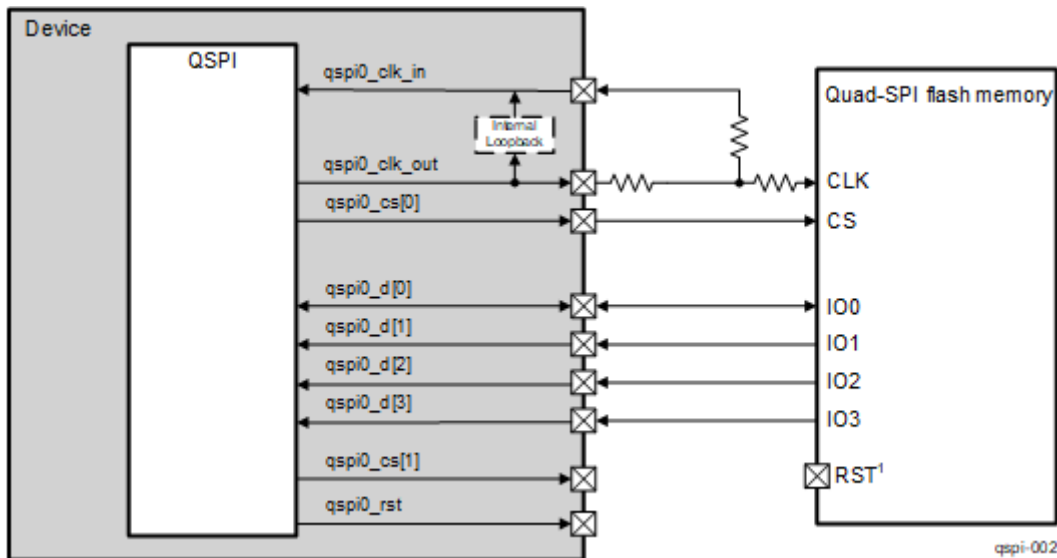 Device
QSPI
qspi0_clk_in
Quad-SPI flash memory
Internal
Loopback
qspi0_clk_out
CLK
qspi0_cs[0]
CS
qspi0_d[0]
IO0
qspi0_d[1]
IO1
qspi0_d[2]
IO2
qspi0_d[3]
IO3
qspi0_cs[1]
RST¹
qspi0_rst
qspi-002